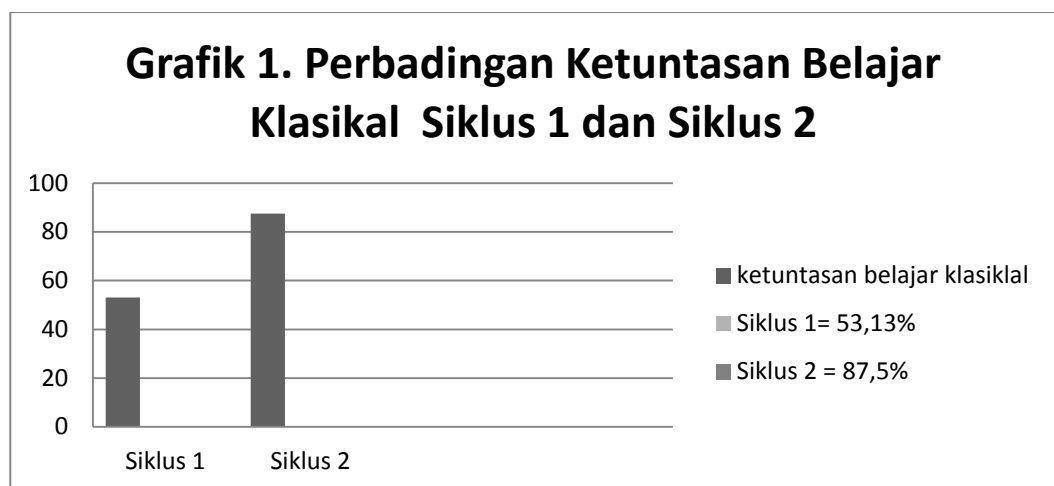 Grafik 1. Perbadingan Ketuntasan Belajar
Klasikal Siklus 1 dan Siklus 2
100
80
60
40
20
0
Siklus 1
Siklus 2
ketuntasan belajar klasiklal
Siklus 1= 53,13%
Siklus 2 = 87,5%